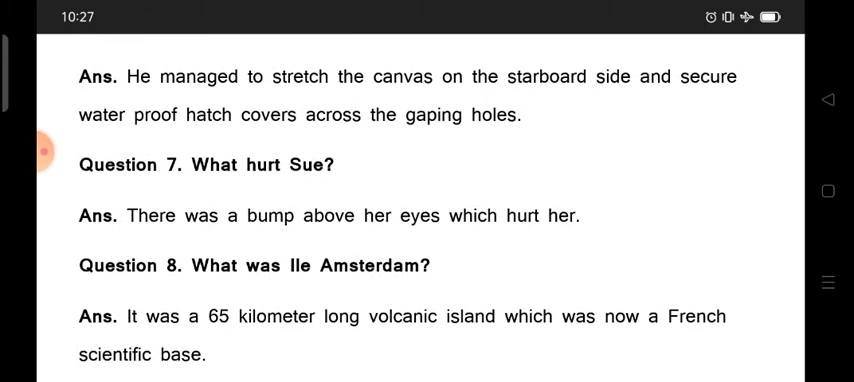 10:27
Ans. He managed to stretch the canvas on the starboard side and secure
water proof hatch covers across the gaping holes.
Question 7. What hurt Sue?
Ans. There was a bump above her eyes which hurt her.
Question 8. What was Ile Amsterdam?
Ans. It was a 65 kilometer long volcanic island which was now a French
scientific base.